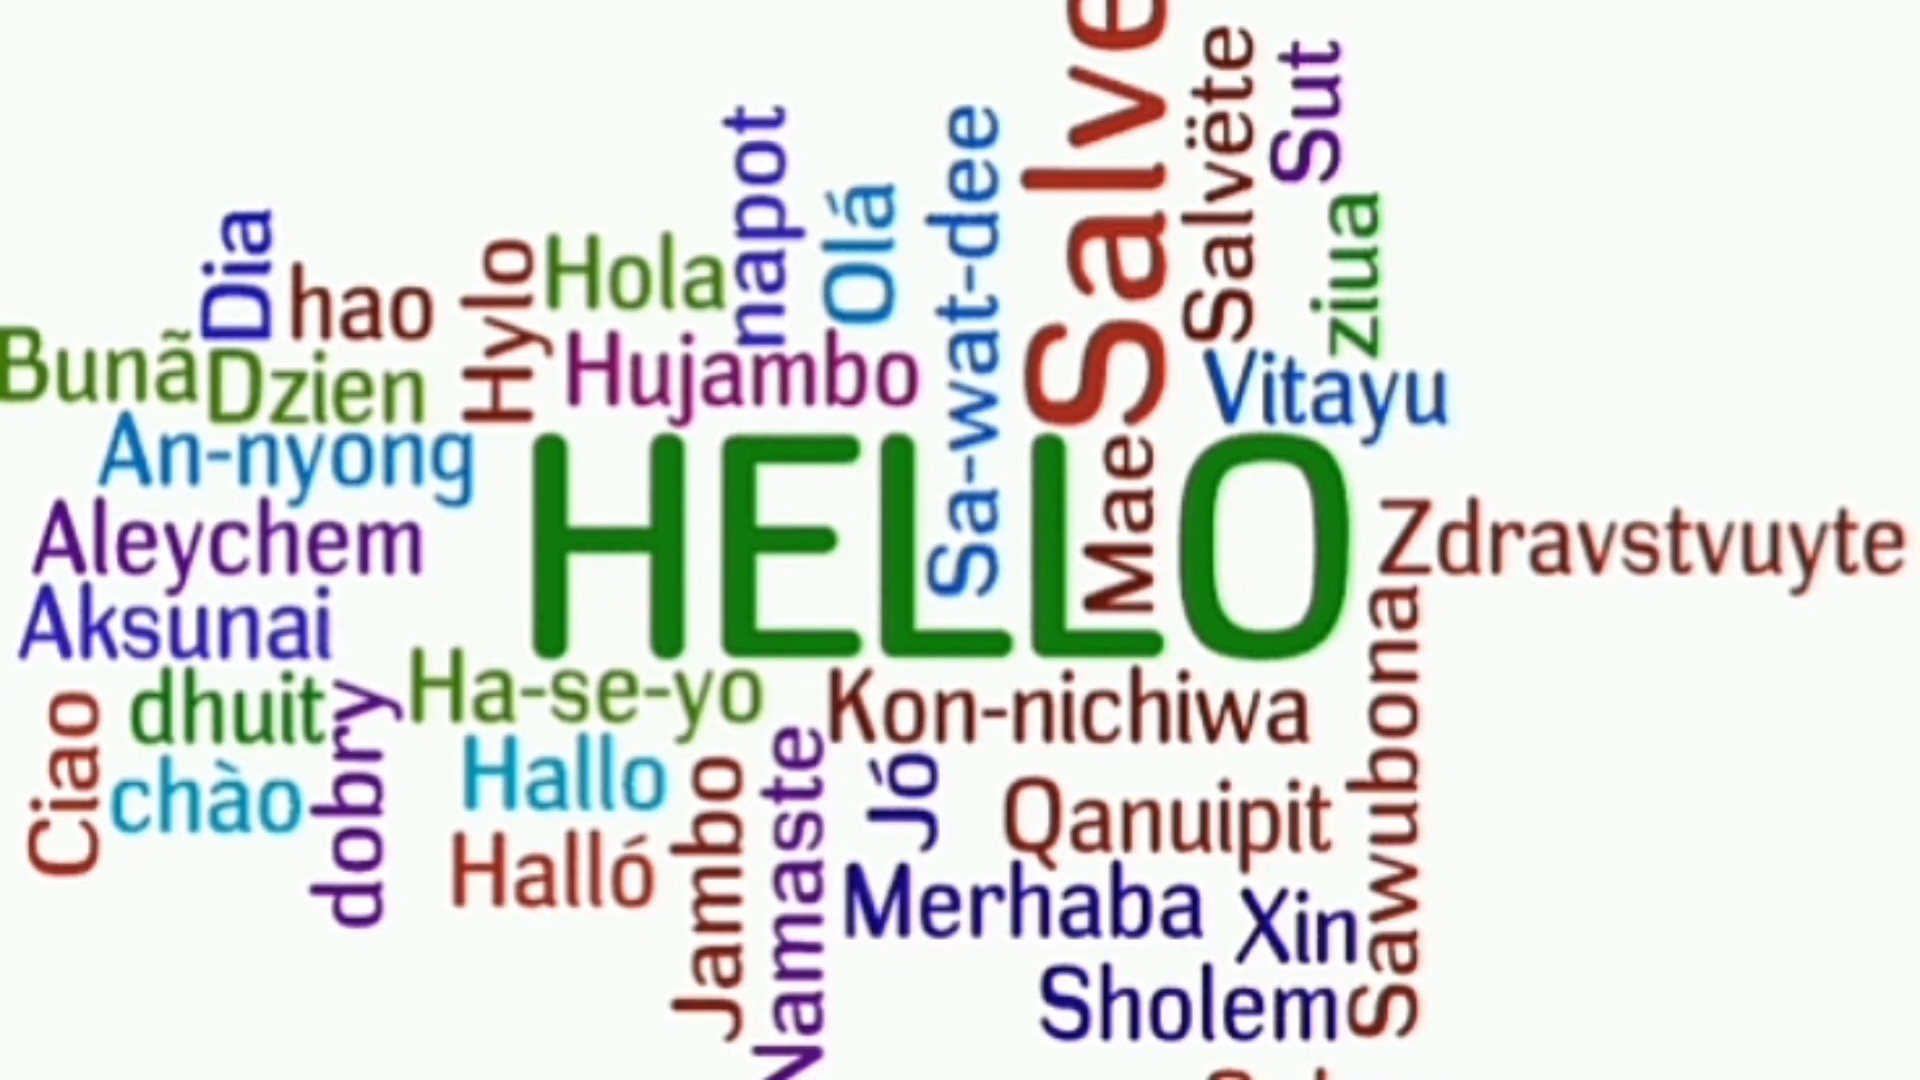 Salve
Salvëte
Sut
napot
Olá
Sa-wat-dee
Dia
hao
Hylo
Hola
ziua
Bunã
Dzien
Hujambo
Vitayu
An-nyong
HELLO
Mae
Aleychem
Zdravstvuyte
Aksunai
Sawubona
dhuit
dobry
Ha-se-yo
Kon-nichiwa
Ciao
chào
Hallo
Jambo
Namaste
Jó
Qanuipit
Halló
Merhaba
Xin
Sholem